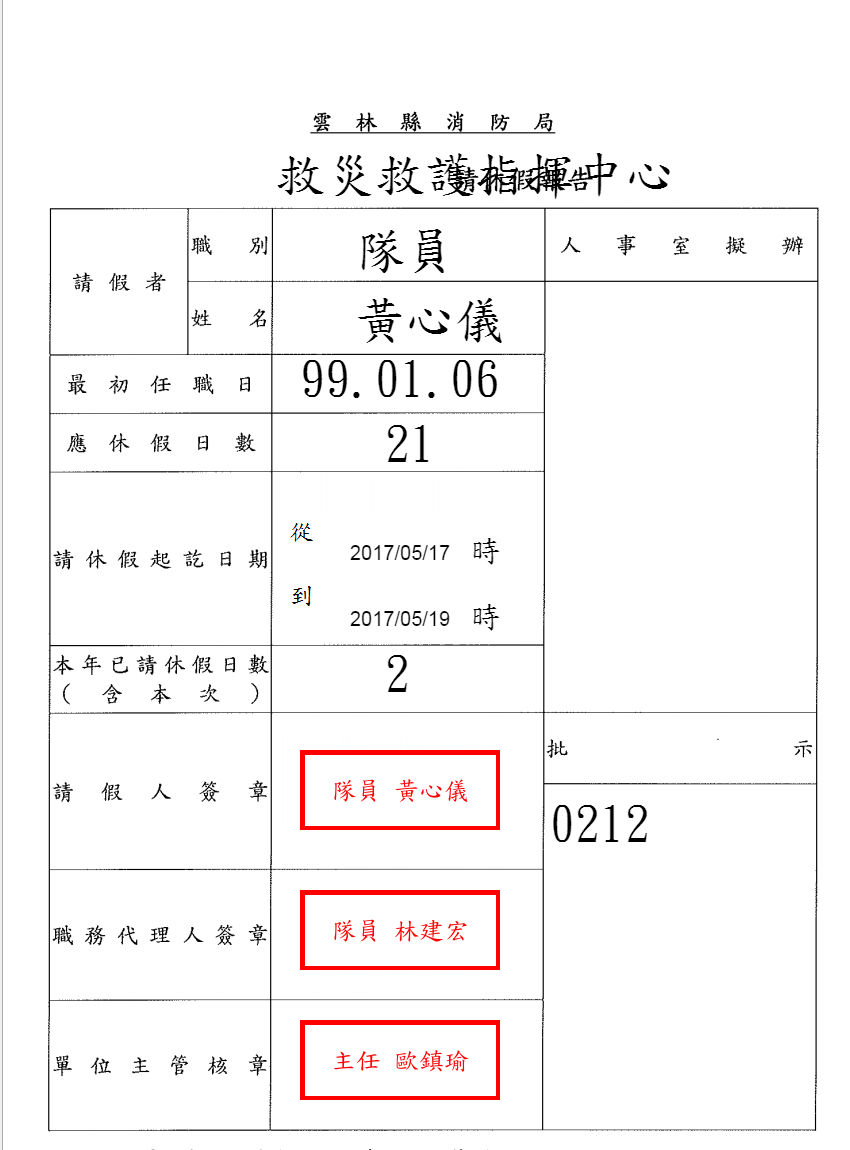 雲林縣消防局
救災救護指揮中心
請休假報告
請假者
職別
隊員
人事室擬辦
姓名
黃心儀
最初任職日
99.01.06
應休假日數
21
請休假起訖日期
從
2017/05/17 時
到
2017/05/19 時
本年已請休假日數
(含本次)
2
批示
請假人簽章
隊員 黃心儀
0212
職務代理人簽章
隊員 林建宏
單位主管核章
主任 歐鎮瑜